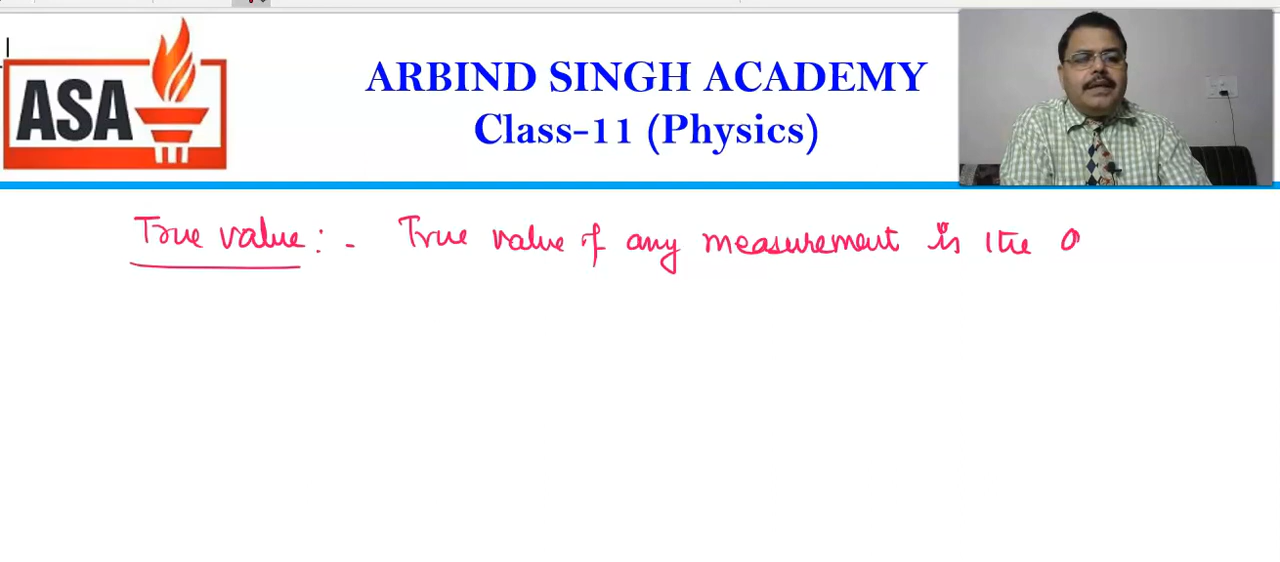 ASA
ARBIND SINGH ACADEMY
Class-11 (Physics)
True value :- True value of any measurement is the